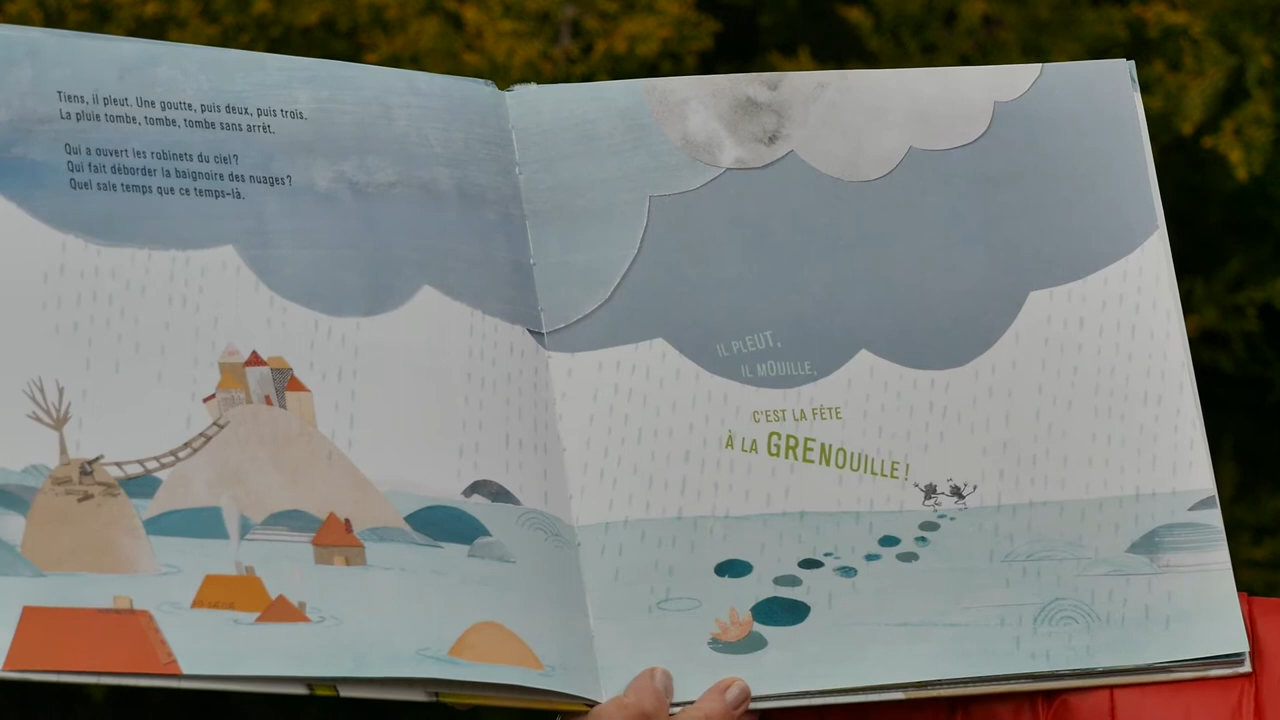 Tiens, il pleut. Une goutte, puis deux, puis trois.
La pluie tombe, tombe, tombe sans arrêt.
Qui a ouvert les robinets du ciel?
Qui fait déborder la baignoire des nuages?
Quel sale temps que ce temps-là.
IL PLEUT,
IL MOUILLE,
C'EST LA FÊTE
À LA GRENOUILLE!